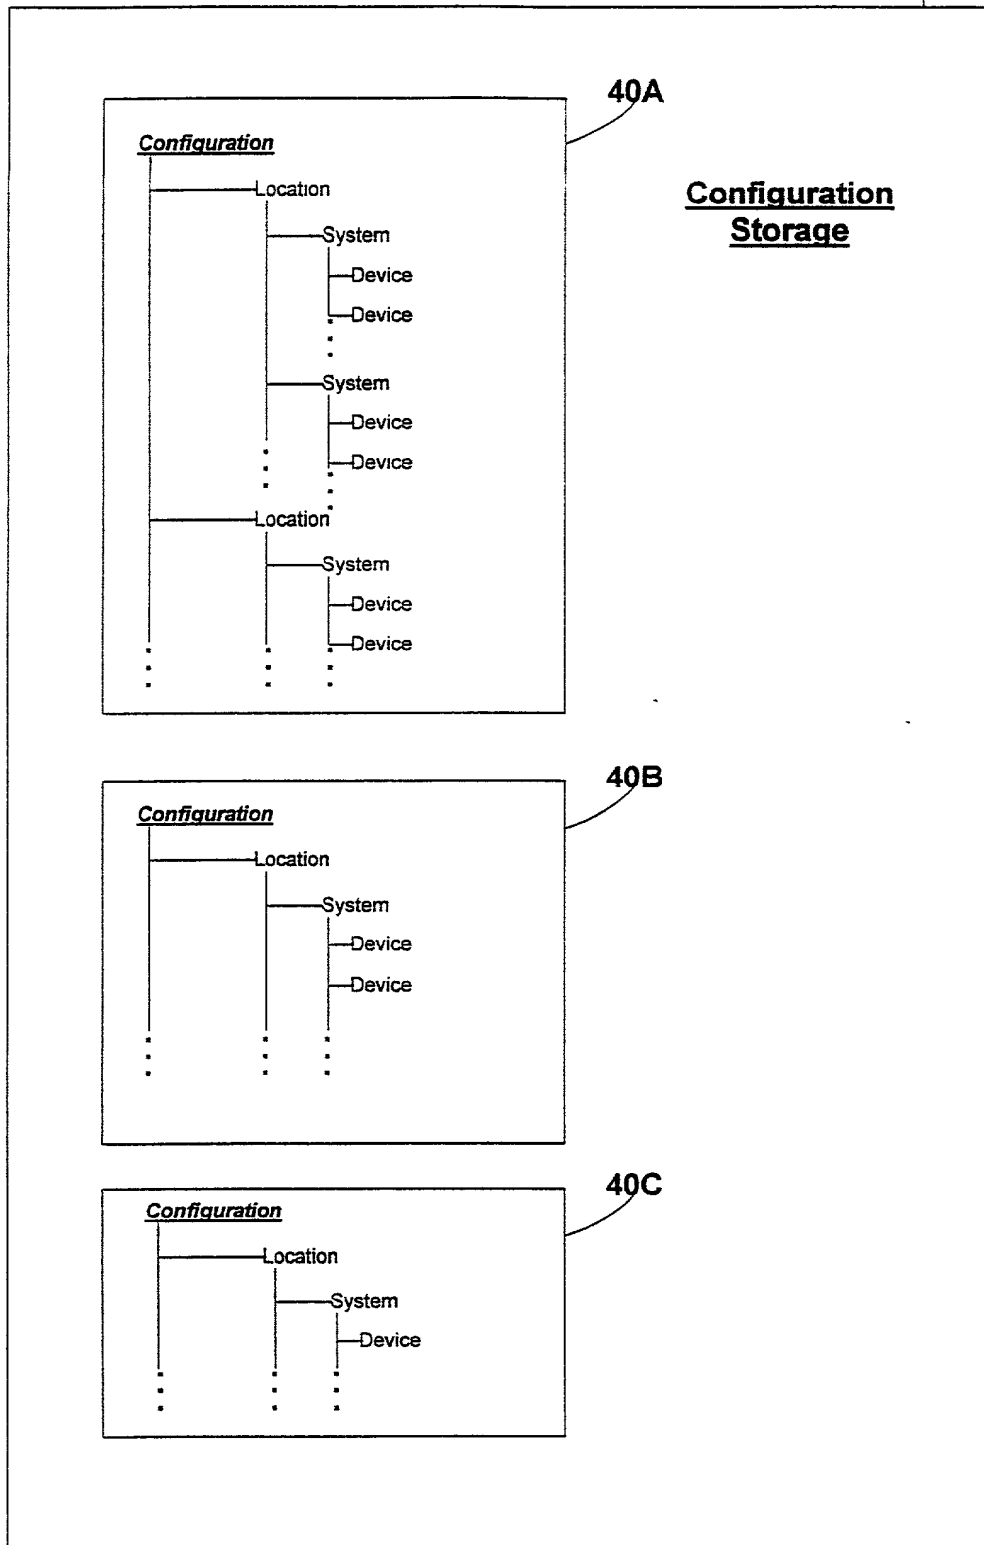 40A
Configuration
Storage
Configuration
Location
System
Device
Device
System
Device
Device
Location
System
Device
Device
40B
Configuration
Location
System
Device
Device
40C
Configuration
Location
System
Device